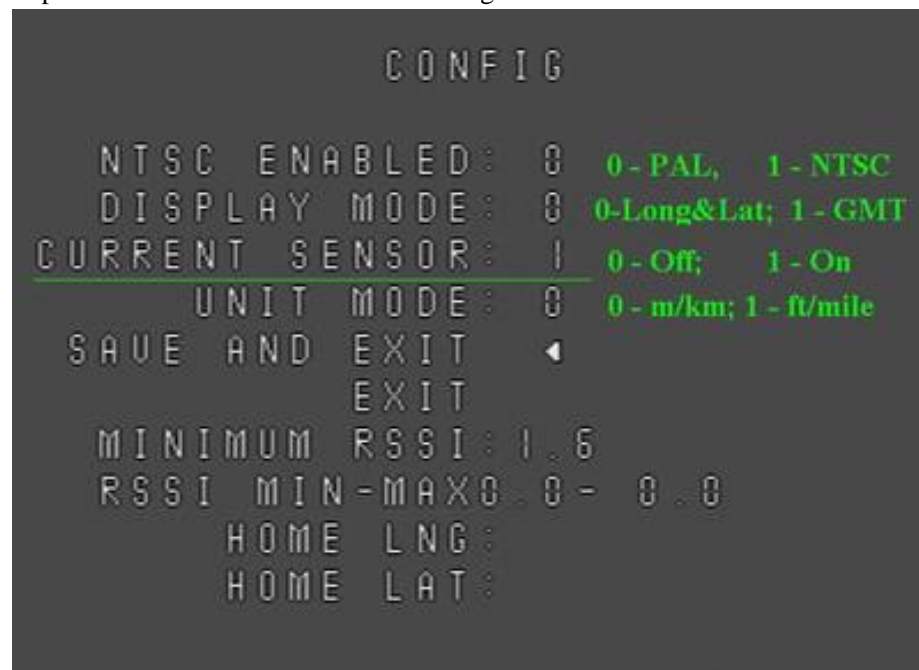 CONFIG
NTSC ENABLED: 0 0 - PAL, 1 - NTSC
DISPLAY MODE: 0 0-Long&Lat; 1 - GMT
CURRENT SENSOR: 1 0 - Off; 1 - On
UNIT MODE: 0 0 - m/km; 1 - ft/mile
SAVE AND EXIT
EXIT
MINIMUM RSSI:1.6
RSSI MIN-MAX0.0- 0.0
HOME LNG:
HOME LAT: